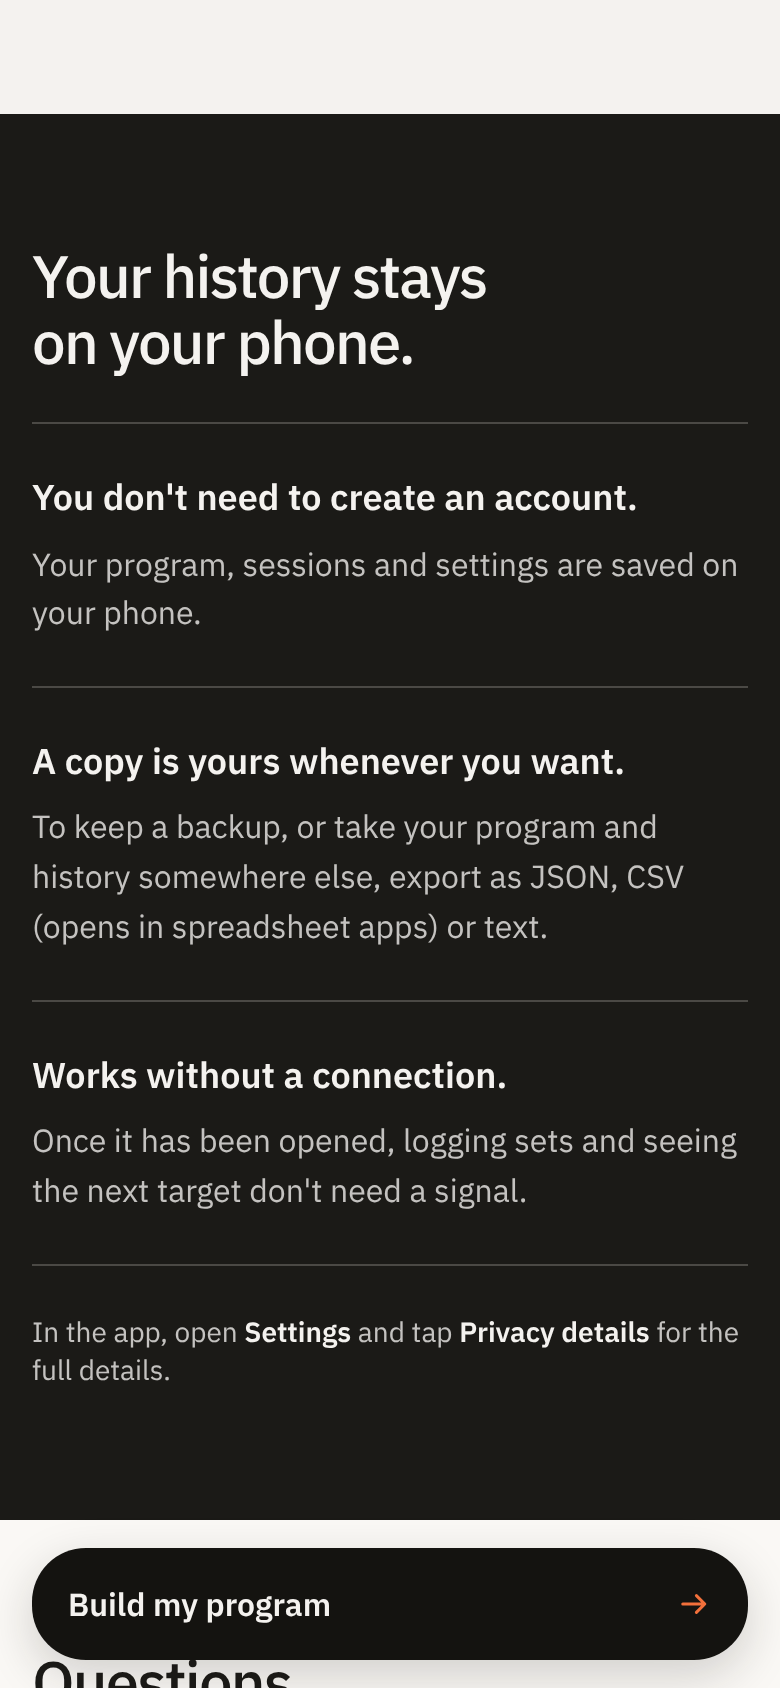 Your history stays
on your phone.
You don't need to create an account.
Your program, sessions and settings are saved on
your phone.
A copy is yours whenever you want.
To keep a backup, or take your program and
history somewhere else, export as JSON, CSV
(opens in spreadsheet apps) or text.
Works without a connection.
Once it has been opened, logging sets and seeing
the next target don't need a signal.
In the app, open Settings and tap Privacy details for the
full details.
Build my program
Questions